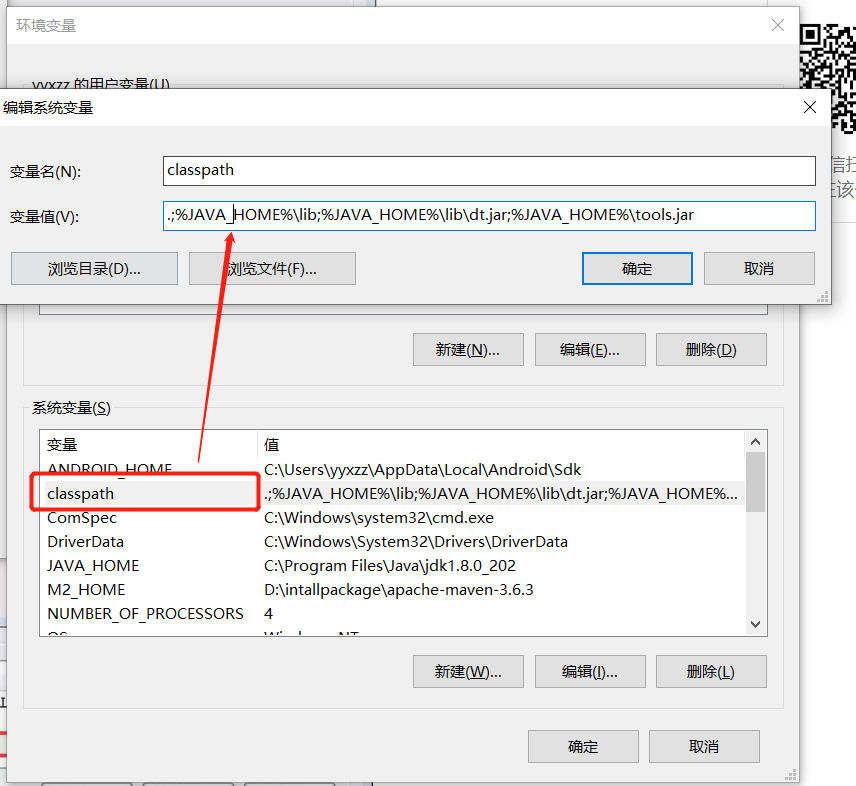 环境变量
yyxzz 的用户变量(U)
编辑系统变量
变量名(N):
classpath
变量值(V):
.;%JAVA_HOME%\lib;%JAVA_HOME%\lib\dt.jar;%JAVA_HOME%\tools.jar
浏览目录(D)...
浏览文件(F)...
确定
取消
新建(N)...
编辑(E)...
删除(D)
系统变量(S)
变量
值
ANDROID_HOME
C:\Users\yyxzz\AppData\Local\Android\Sdk
classpath
.;%JAVA_HOME%\lib;%JAVA_HOME%\lib\dt.jar;%JAVA_HOME%...
ComSpec
C:\Windows\system32\cmd.exe
DriverData
C:\Windows\System32\Drivers\DriverData
JAVA_HOME
C:\Program Files\Java\jdk1.8.0_202
M2_HOME
D:\intallpackage\apache-maven-3.6.3
NUMBER_OF_PROCESSORS
4
OS
Windows_NT
新建(W)...
编辑(I)...
删除(L)
确定
取消